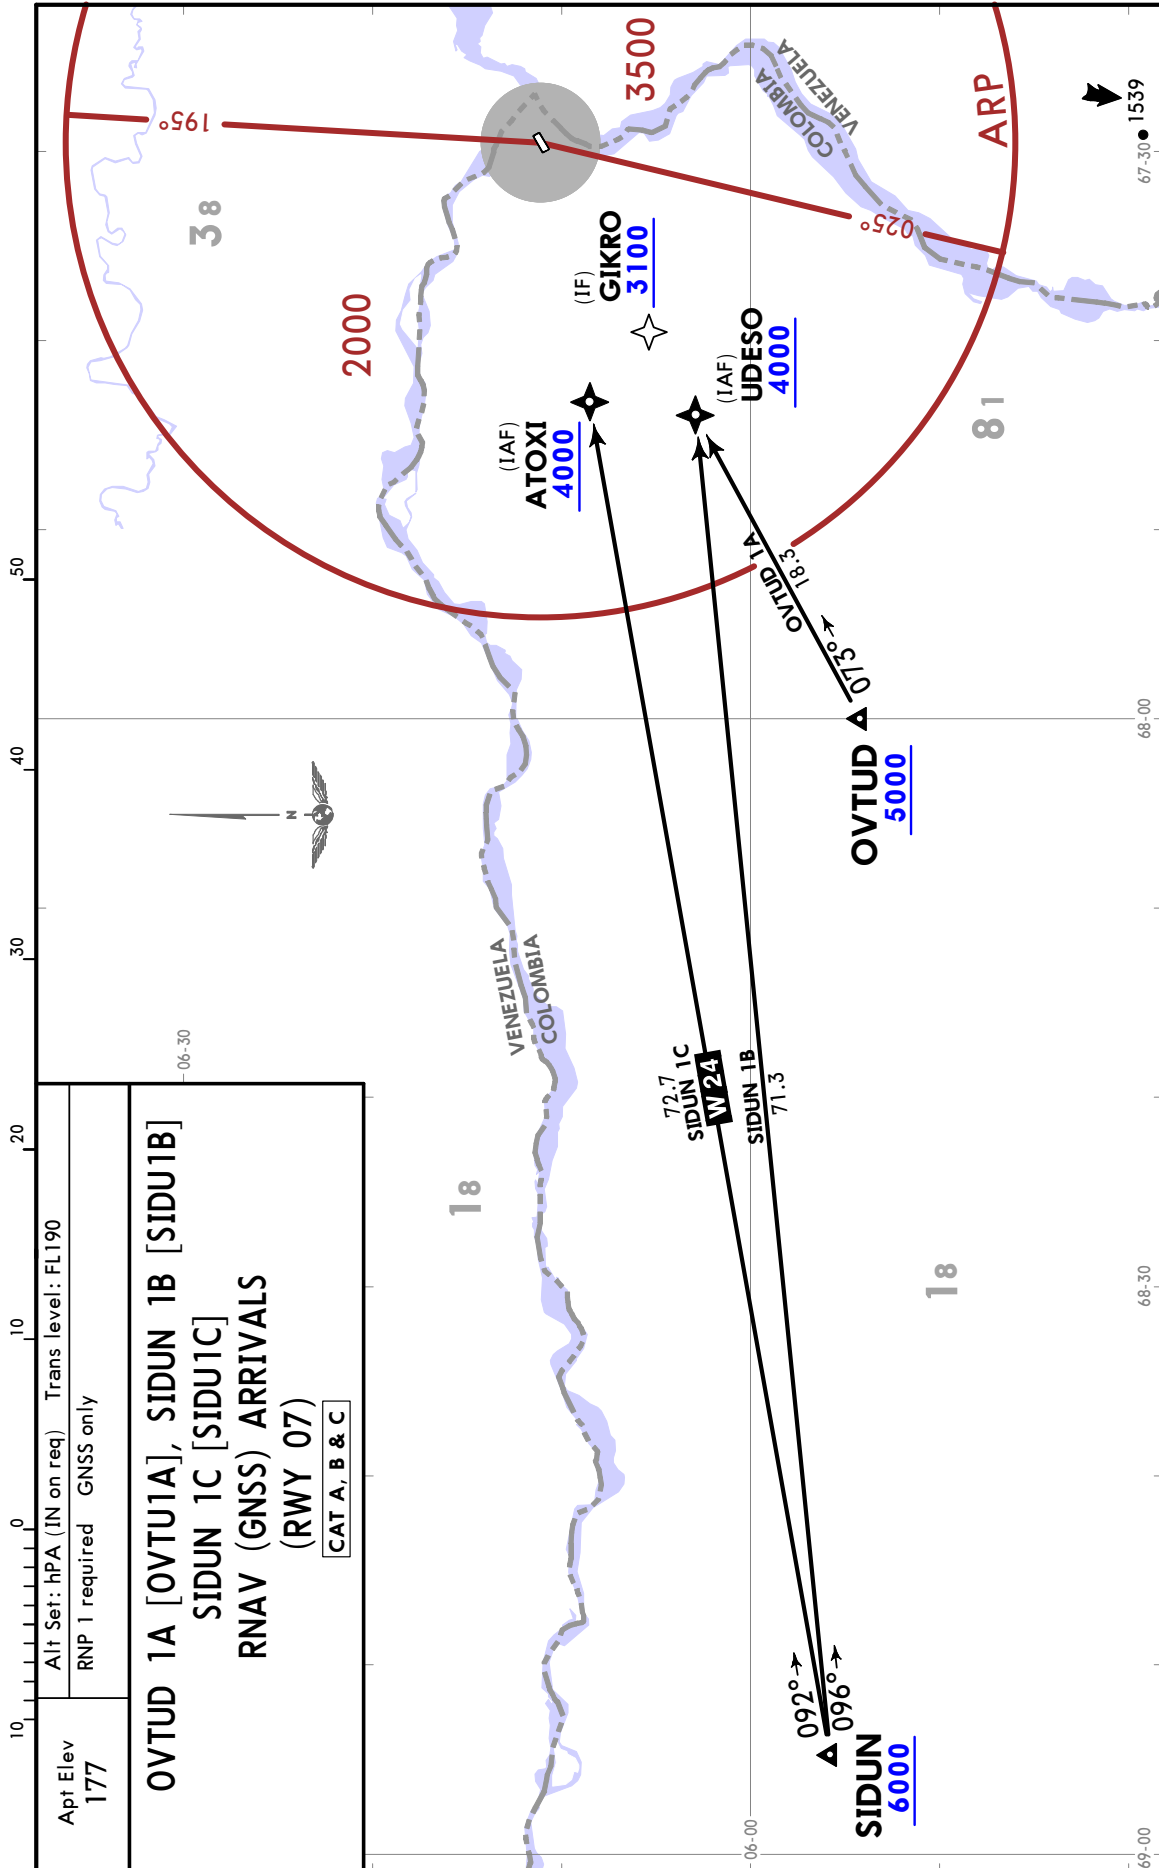 Apt Elev
177
Alt Set: hPA (IN on req) Trans level: FL190
RNP 1 required GNSS only
OVTUD 1A [OVTU1A], SIDUN 1B [SIDU1B]
SIDUN 1C [SIDU1C]
RNAV (GNSS) ARRIVALS
(RWY 07)
CAT A, B & C
10 0 10 20 30 40 50
06-30
38
195°
2000
3500
025°
ARP
1539
67-30
VENEZUELA
COLOMBIA
VENEZUELA
COLOMBIA
N
18
18
81
(IF)
GIKRO
3100
(IAF)
ATOXI
4000
(IAF)
UDESO
4000
OVTUD 1A
18.3
073°
OVTUD
5000
72.7
SIDUN 1C
W 24
SIDUN 1B
71.3
092°
096°
SIDUN
6000
06-00
69-00
68-30
68-00